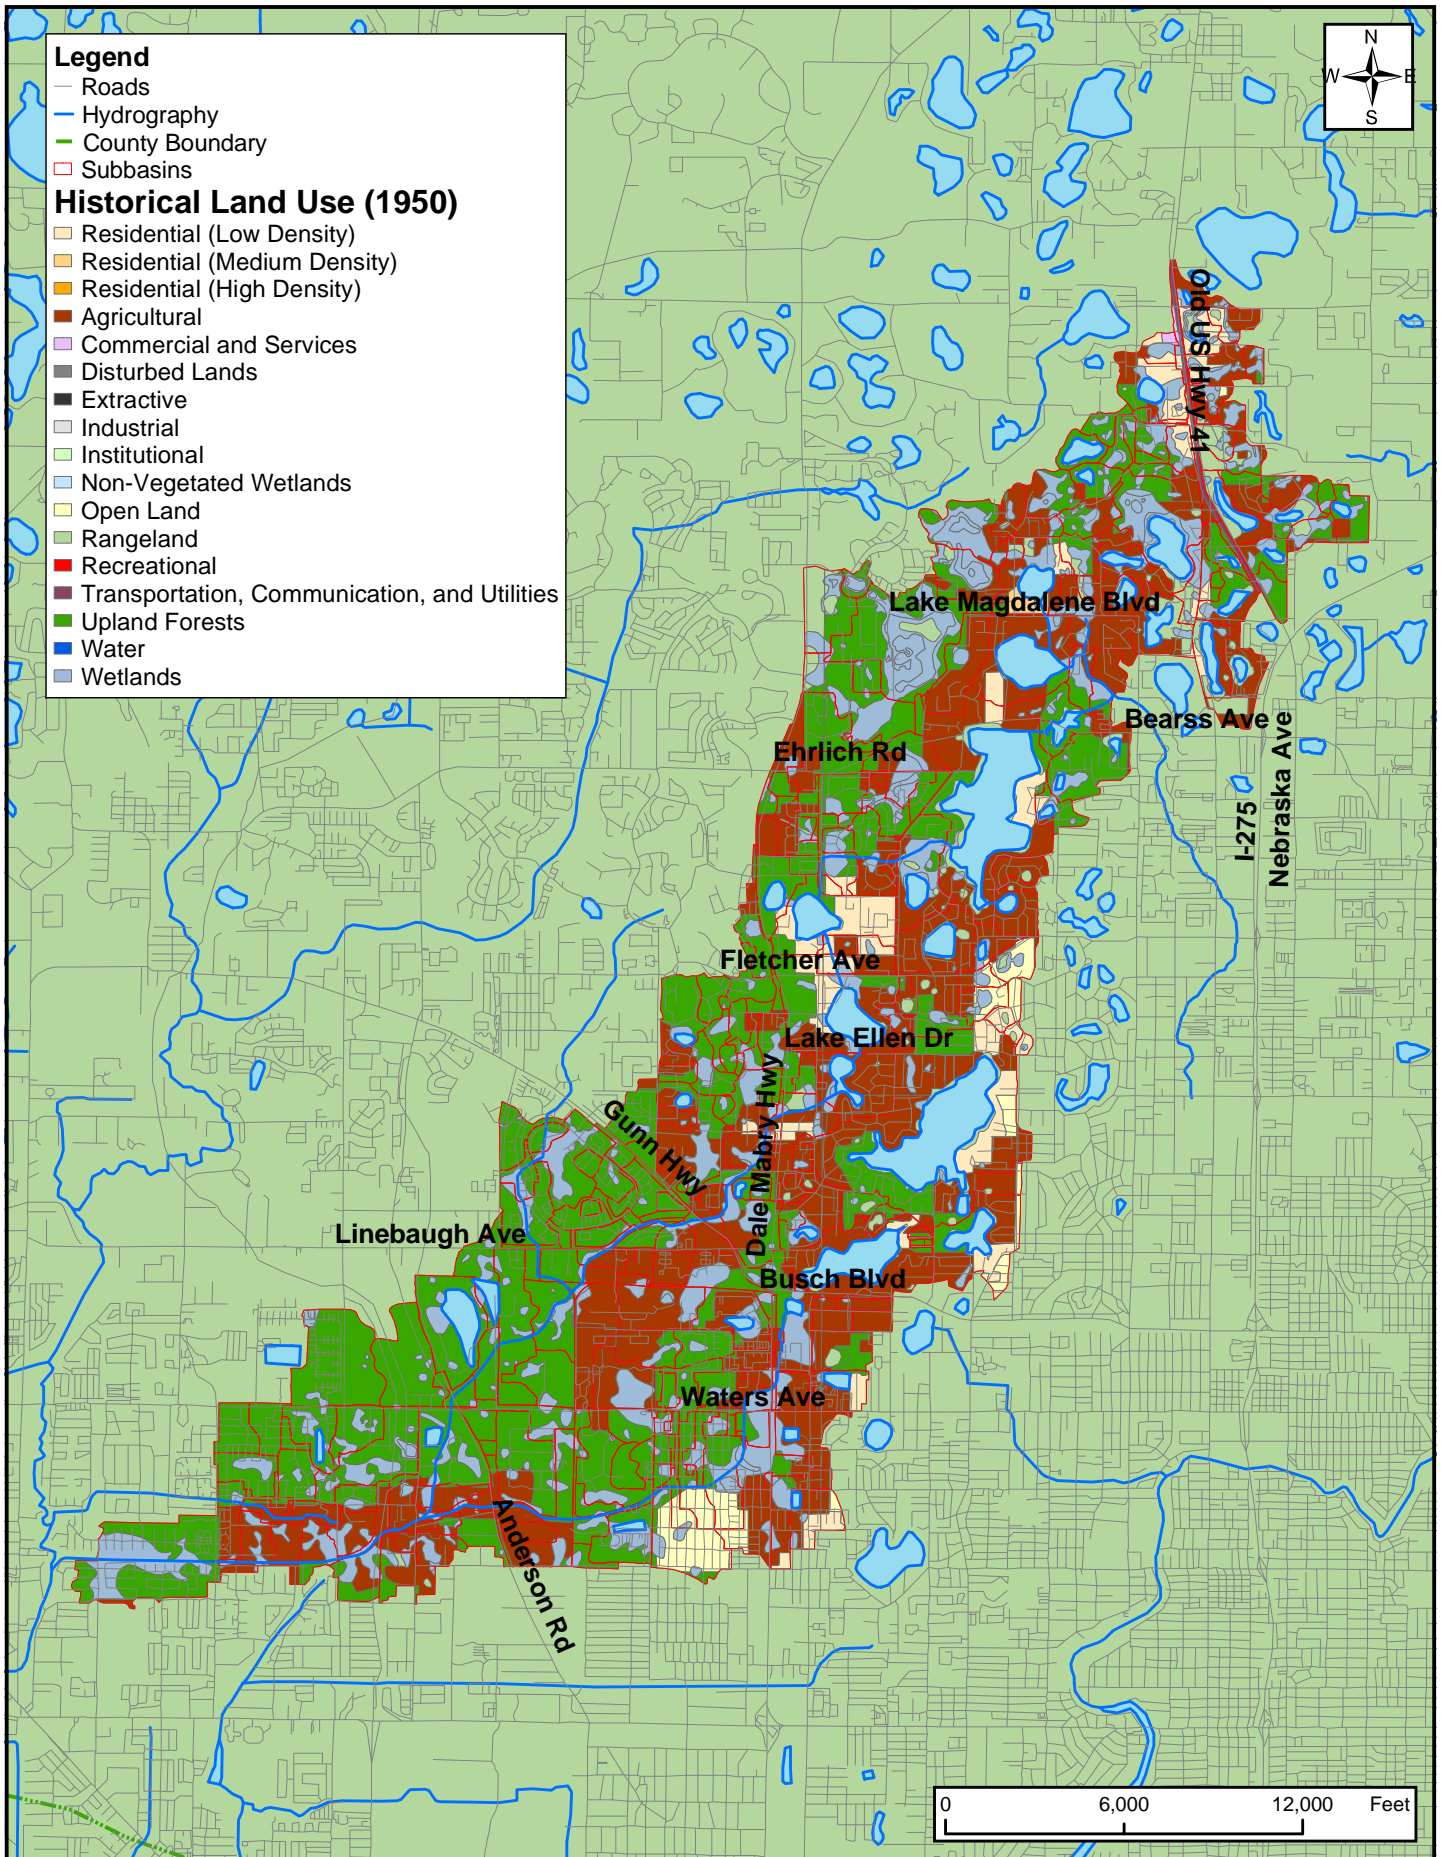 Legend
Roads
Hydrography
County Boundary
Subbasins
Historical Land Use (1950)
Residential (Low Density)
Residential (Medium Density)
Residential (High Density)
Agricultural
Commercial and Services
Disturbed Lands
Extractive
Industrial
Institutional
Non-Vegetated Wetlands
Open Land
Rangeland
Recreational
Transportation, Communication, and Utilities
Upland Forests
Water
Wetlands
N
W
E
S
Old US Hwy 41
Lake Magdalene Blvd
Bearss Ave
Ehrlich Rd
I-275
Nebraska Ave
Fletcher Ave
Lake Ellen Dr
Dale Mabry Hwy
Gunn Hwy
Linebaugh Ave
Busch Blvd
Waters Ave
Anderson Rd
0 6,000 12,000 Feet